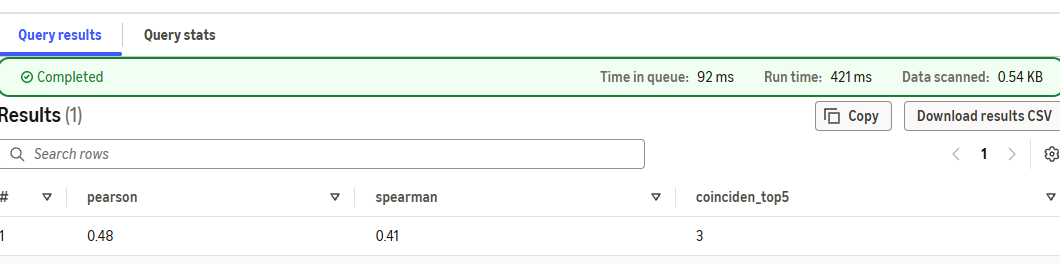 Query results Query stats
Completed Time in queue: 92 ms Run time: 421 ms Data scanned: 0.54 KB
Results (1) Copy Download results CSV
Search rows 1
# pearson spearman coinciden_top5
1 0.48 0.41 3